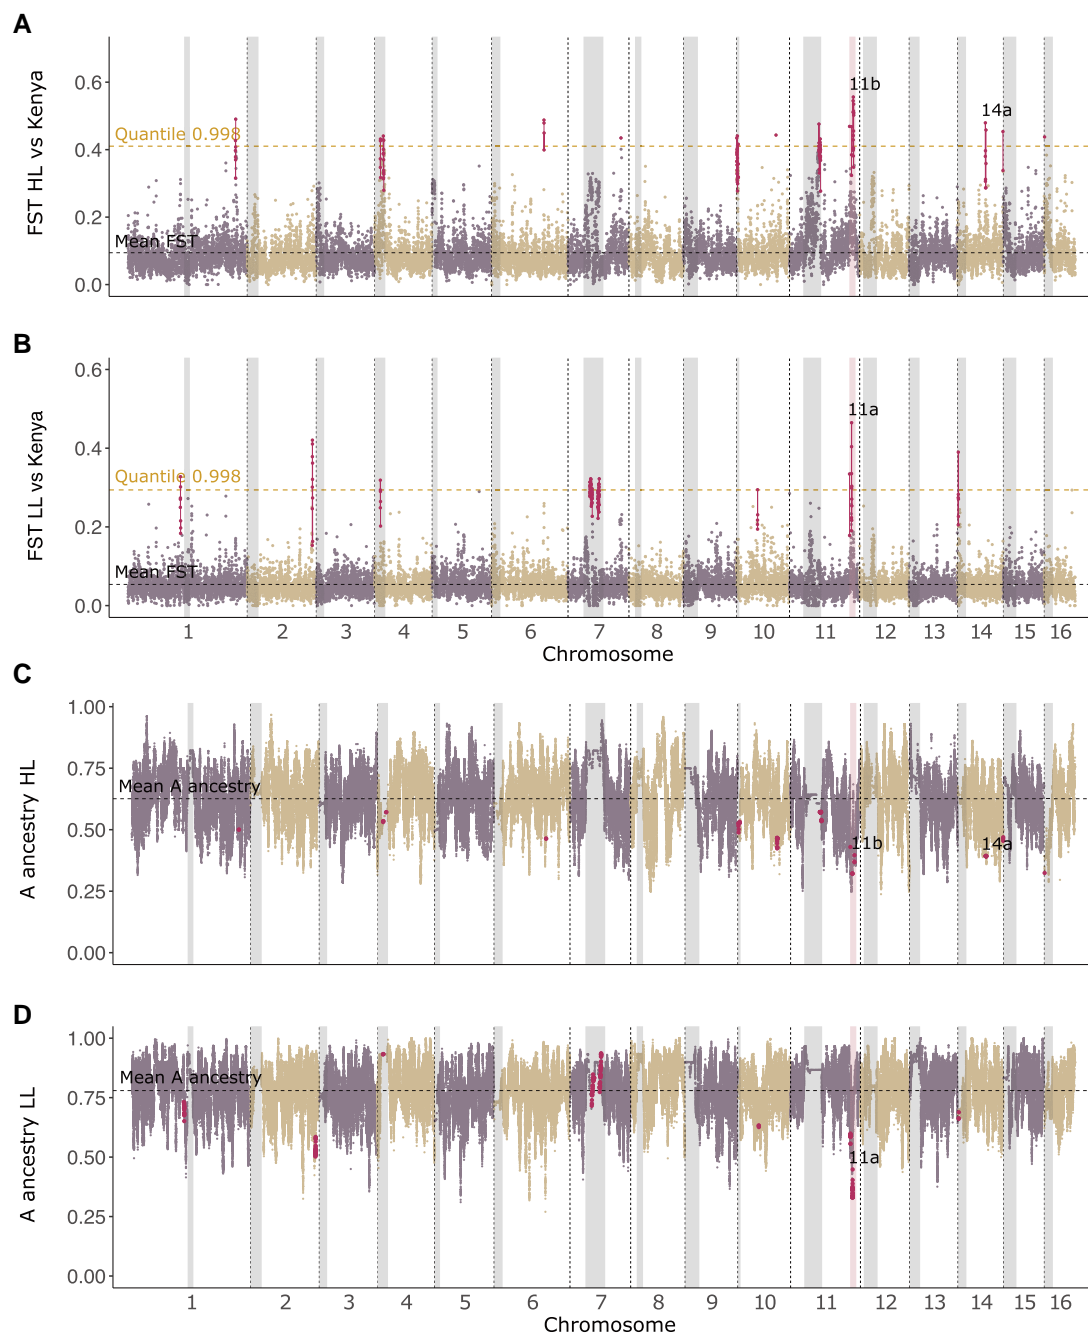 A
FST HL vs Kenya
0.6
0.4
0.2
0.0
Quantile 0.998
Mean FST
11b
14a
B
FST LL vs Kenya
0.6
0.4
0.2
0.0
Quantile 0.998
Mean FST
11a
1 2 3 4 5 6 7 8 9 10 11 12 13 14 15 16
Chromosome
C
A ancestry HL
1.00
0.75
0.50
0.25
0.00
Mean A ancestry
11b
14a
D
A ancestry LL
1.00
0.75
0.50
0.25
0.00
Mean A ancestry
11a
1 2 3 4 5 6 7 8 9 10 11 12 13 14 15 16
Chromosome